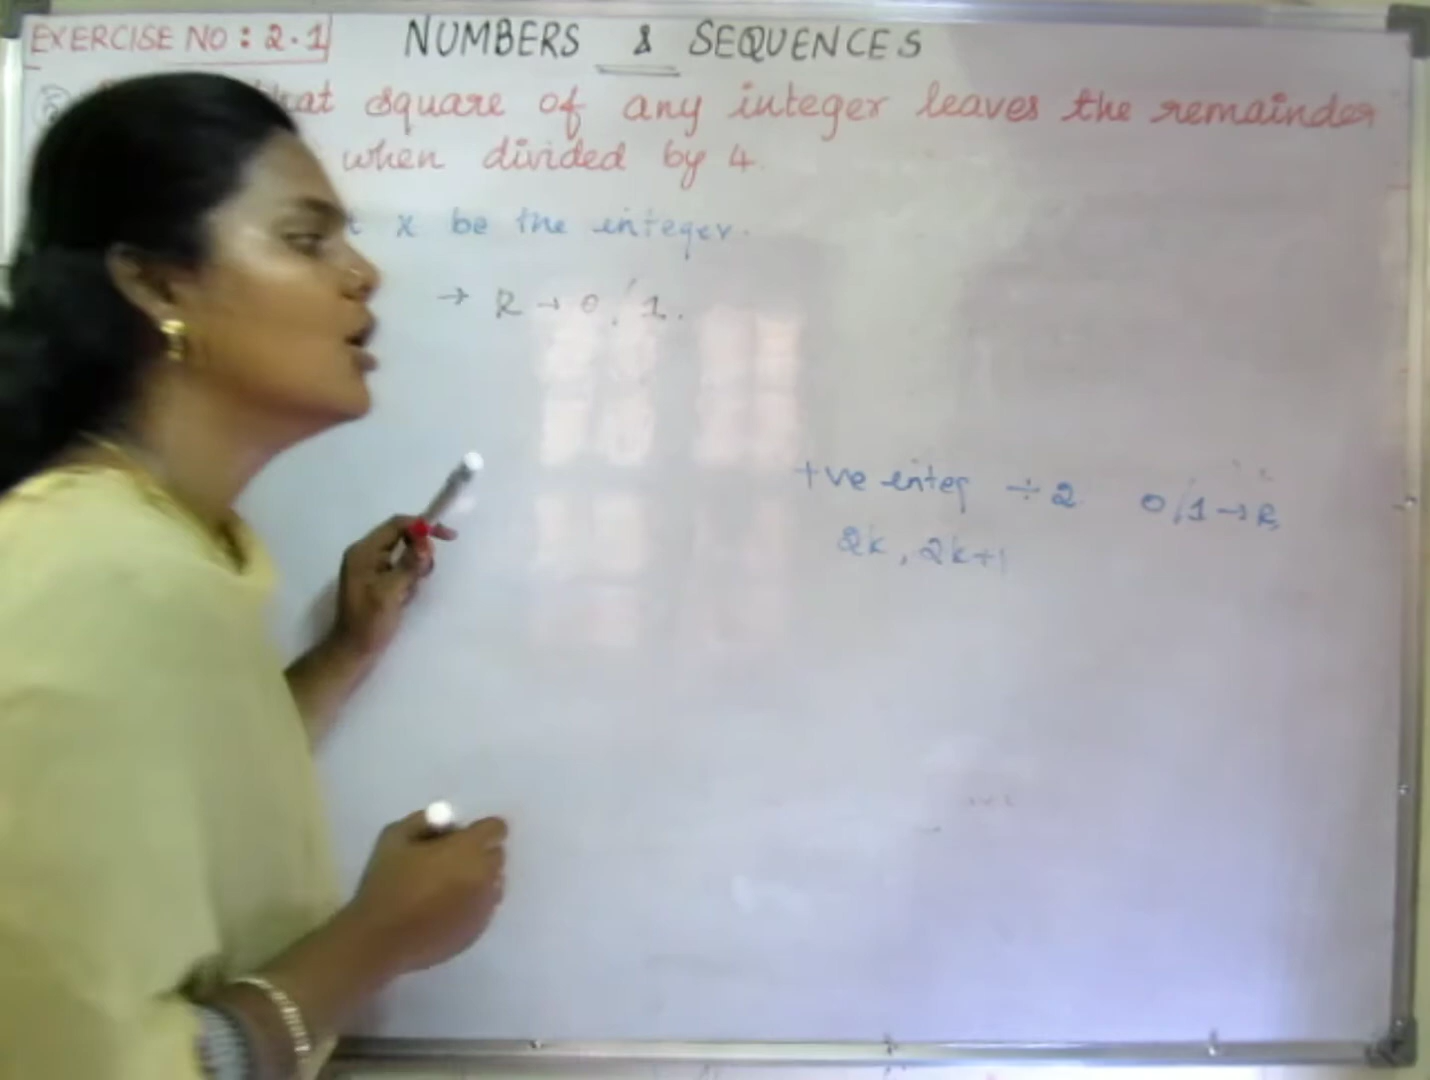 EXERCISE NO : 2.1
NUMBERS & SEQUENCES
square of any integer leaves the remainder
when divided by 4.
x be the integer.
→ R → 0/1.
+ve integ ÷ 2 0/1 → R
2k, 2k+1